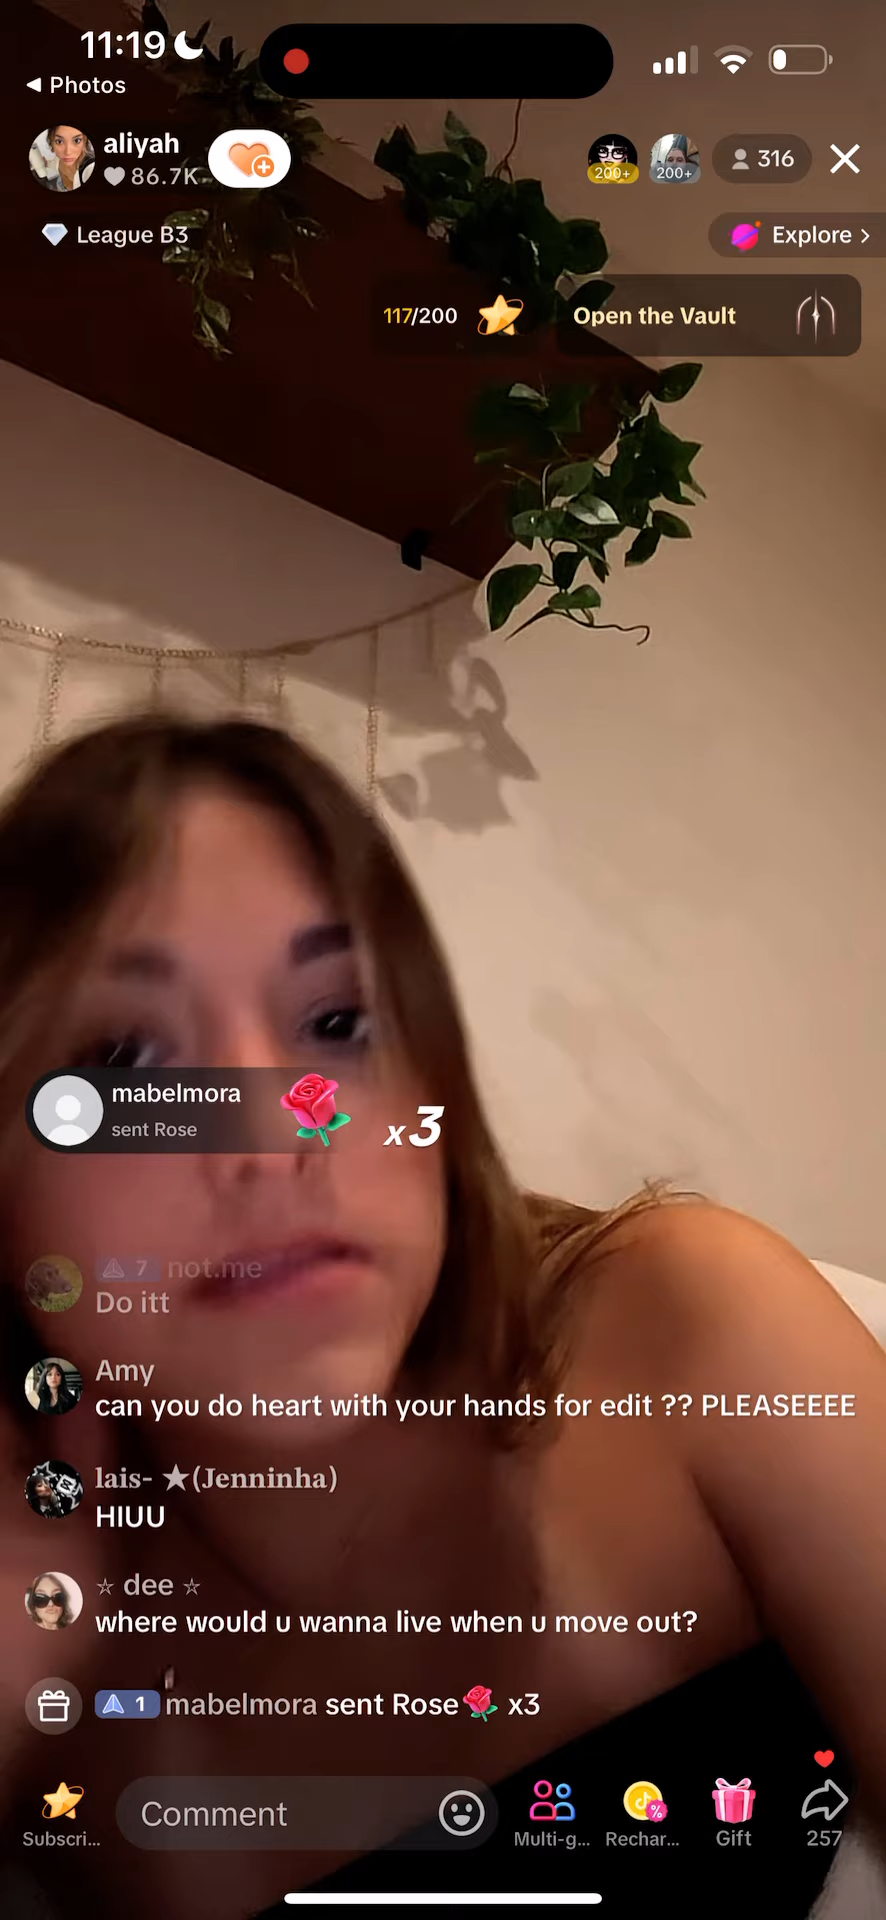 11:19
Photos
aliyah
86.7K
200+
200+
316
League B3
Explore
117/200
Open the Vault
mabelmora
sent Rose
x3
7 not.me
Do itt
Amy
can you do heart with your hands for edit ?? PLEASEEEE
lais- ★(Jenninha)
HIUU
☆ dee ☆
where would u wanna live when u move out?
1 mabelmora sent Rose🌹 x3
Comment
Subscri...
Multi-g...
Rechar...
Gift
257